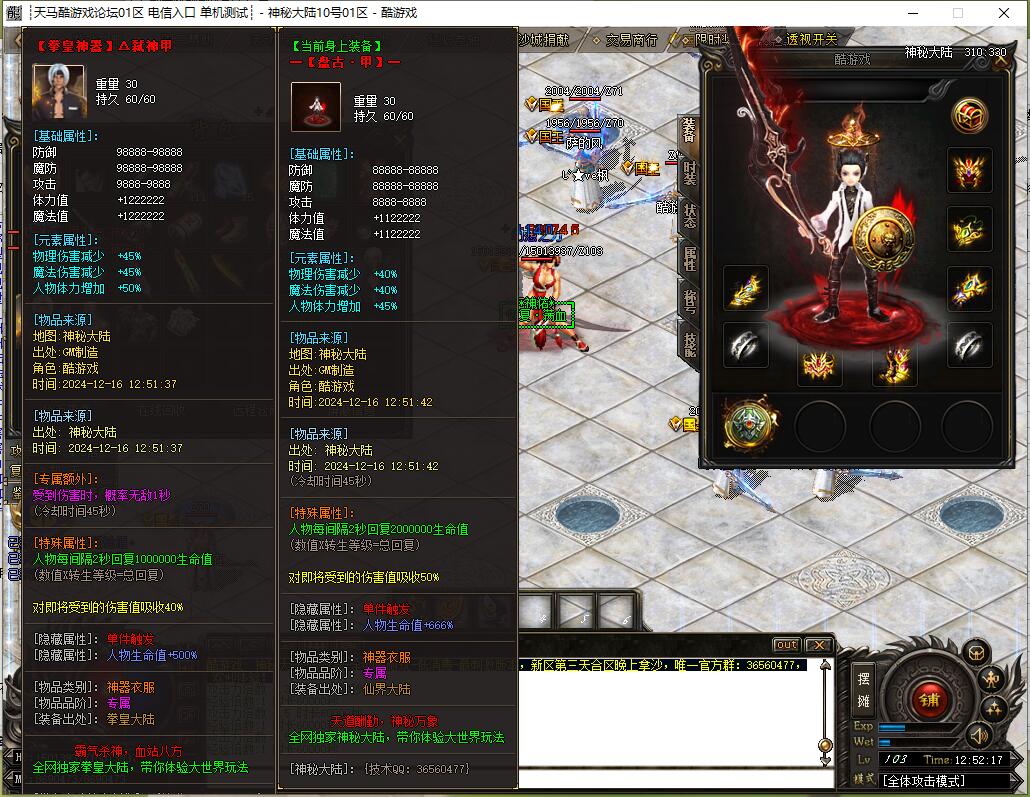 天马酷游戏论坛01区 电信入口 单机测试 - 神秘大陆10号01区 - 酷游戏
【拳皇神器】△弑神甲
重量 30
持久 60/60
[基础属性]:
防御 98888-98888
魔防 98888-98888
攻击 9888-9888
体力值 +1222222
魔法值 +1222222
[元素属性]:
物理伤害减少 +45%
魔法伤害减少 +45%
人物体力增加 +50%
[物品来源]
地图:神秘大陆
出处:GM制造
角色:酷游戏
时间:2024-12-16 12:51:37
[物品来源]
出处: 神秘大陆
时间: 2024-12-16 12:51:37
[专属额外]:
受到伤害时，概率无敌1秒
(冷却时间45秒)
[特殊属性]:
人物每间隔2秒回复1000000生命值
(数值X转生等级=总回复)
对即将受到的伤害值吸收40%
[隐藏属性]: 单件触发
[隐藏属性]: 人物生命值+500%
[物品类别]: 神器衣服
[物品品阶]: 专属
[装备出处]: 拳皇大陆
霸气杀神，血站八方
全网独家拳皇大陆，带你体验大世界玩法
【当前身上装备】
—【盘古·甲】—
重量 30
持久 60/60
[基础属性]:
防御 88888-88888
魔防 88888-88888
攻击 8888-8888
体力值 +1122222
魔法值 +1122222
[元素属性]:
物理伤害减少 +40%
魔法伤害减少 +40%
人物体力增加 +45%
[物品来源]
地图:神秘大陆
出处:GM制造
角色:酷游戏
时间:2024-12-16 12:51:42
[物品来源]
出处: 神秘大陆
时间: 2024-12-16 12:51:42
(冷却时间45秒)
[特殊属性]:
人物每间隔2秒回复2000000生命值
(数值X转生等级=总回复)
对即将受到的伤害值吸收50%
[隐藏属性]: 单件触发
[隐藏属性]: 人物生命值+666%
[物品类别]: 神器衣服
[物品品阶]: 专属
[装备出处]: 仙界大陆
天道酬勤，神秘万象
全网独家神秘大陆，带你体验大世界玩法
[神秘大陆]: {技术QQ: 36560477}
沙城捐献
交易商行
透视开关
神秘大陆 310:330
酷游戏
2004/2004/Z71
1956/1956/Z70
国王
装备
时装
状态
属性
称号
技能
，新区第三天合区晚上拿沙，唯一官方群: 36560477，
out
摆
摊
铺
Exp
Wet
Lv 103 Time:12:52:17
模式 [全体攻击模式]